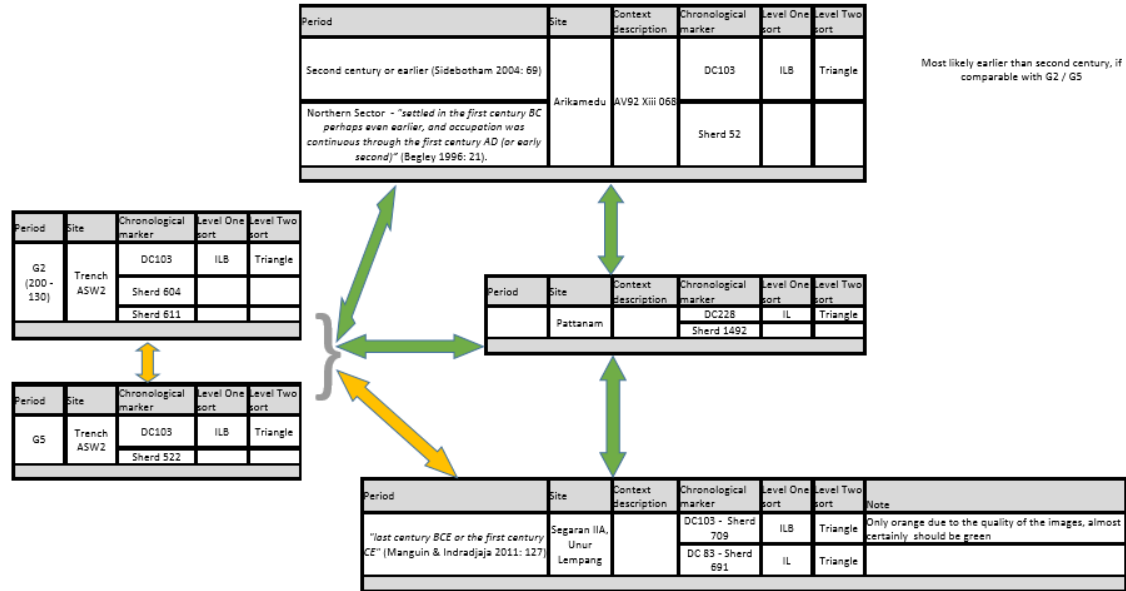 Period Site Context description Chronological marker Level One sort Level Two sort
Second century or earlier (Sidebotham 2004: 69)
Arikamedu
AV92 Xiii 068
DC103 ILB Triangle
Northern Sector - "settled in the first century BC
perhaps even earlier, and occupation was
continuous through the first century AD (or early
second)" (Begley 1996: 21).
Sherd 52
Most likely earlier than second century, if
comparable with G2 / G5
Period Site Chronological marker Level One sort Level Two sort
G2
(200 -
130)
Trench
ASW2
DC103 ILB Triangle
Sherd 604
Sherd 611
}
Period Site Context description Chronological marker Level One sort Level Two sort
Pattanam
DC228 IL Triangle
Sherd 1492
Period Site Chronological marker Level One sort Level Two sort
G5
Trench
ASW2
DC103 ILB Triangle
Sherd 522
Period Site Context description Chronological marker Level One sort Level Two sort Note
"last century BCE or the first century
CE" (Manguin & Indradjaja 2011: 127)
Segaran IIA,
Unur
Lempang
DC103 - Sherd
709
ILB Triangle
Only orange due to the quality of the images, almost
certainly should be green
DC 83 - Sherd
691
IL Triangle